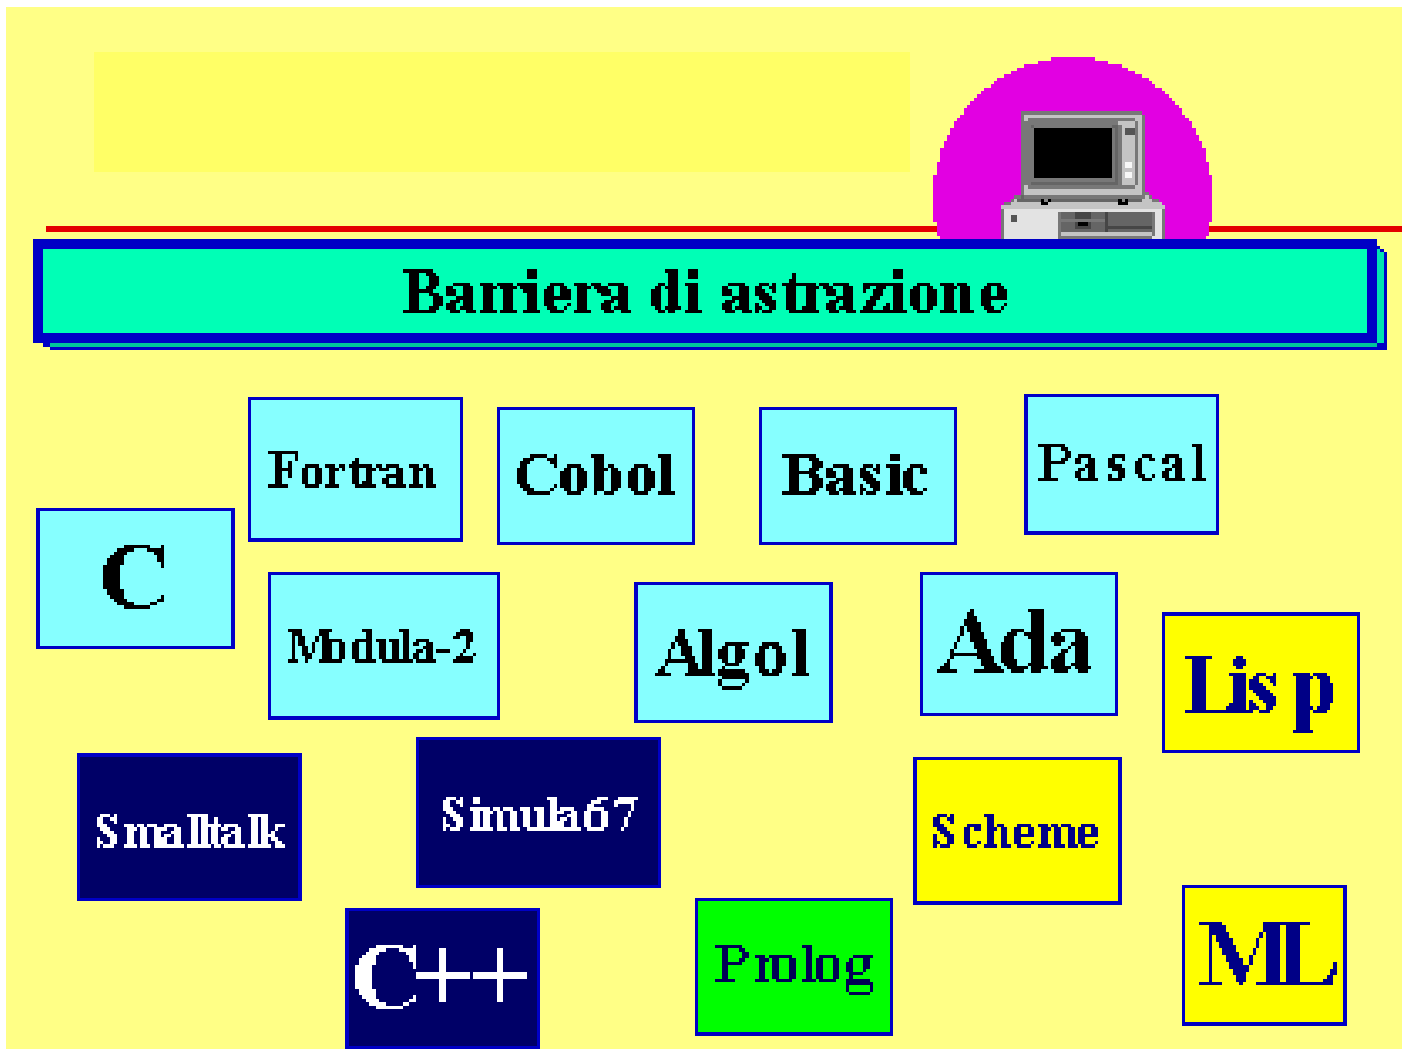 Barriera di astrazione
Fortran
Cobol
Basic
Pascal
C
Modula-2
Algol
Ada
Lisp
Smalltalk
Simula67
Scheme
C++
Prolog
ML